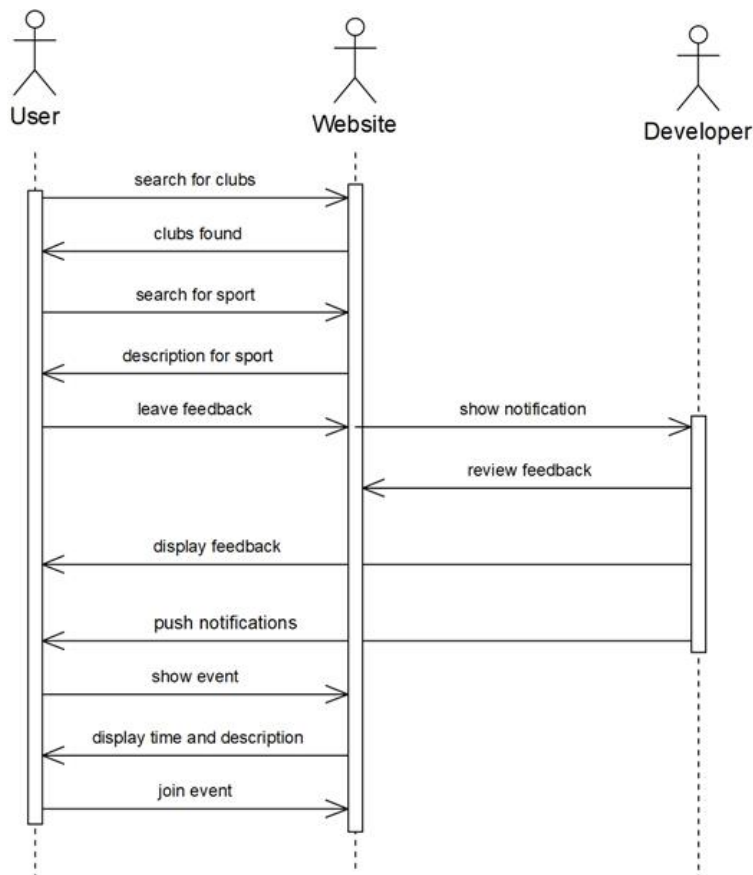 User
Website
Developer
search for clubs
clubs found
search for sport
description for sport
leave feedback
show notification
review feedback
display feedback
push notifications
show event
display time and description
join event